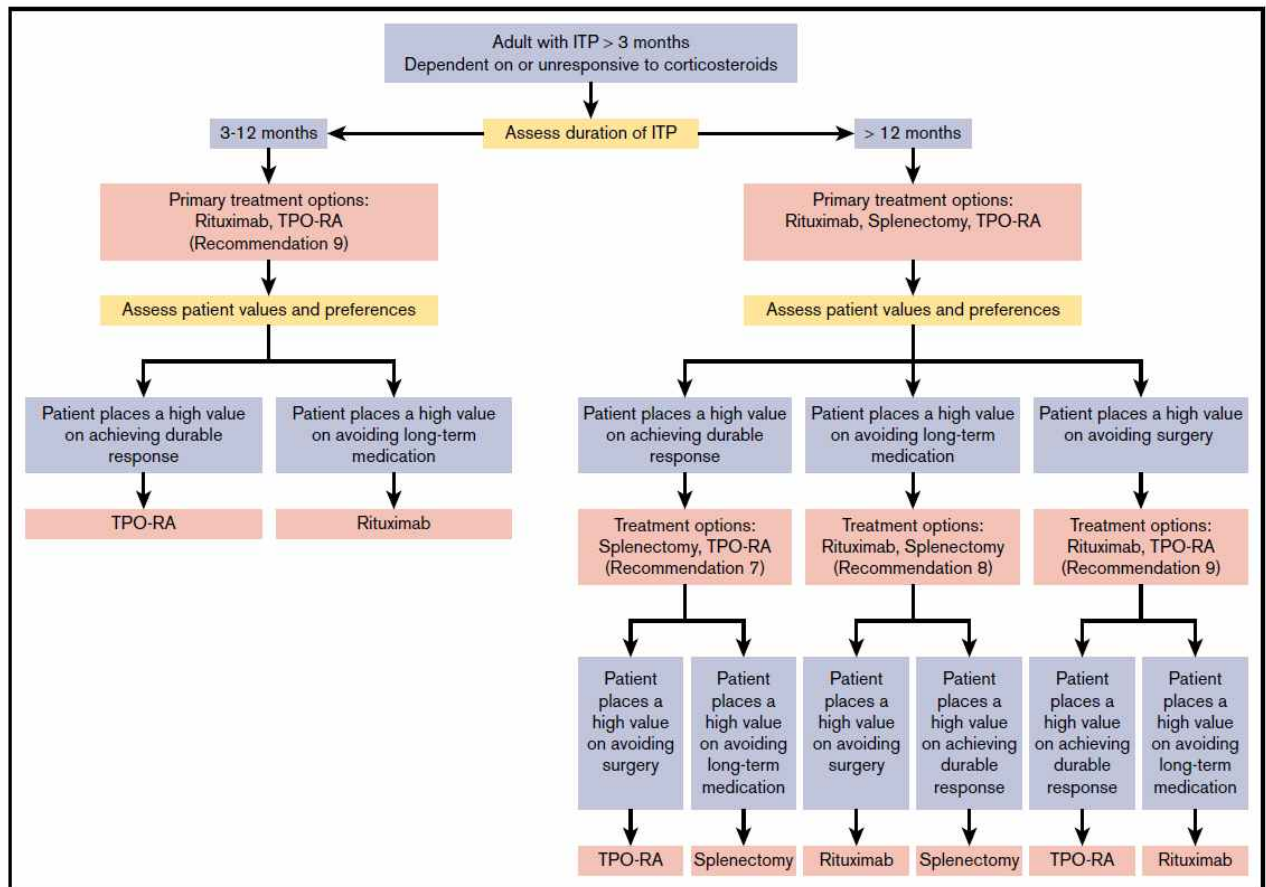 Adult with ITP > 3 months
Dependent on or unresponsive to corticosteroids
3-12 months
Assess duration of ITP
> 12 months
Primary treatment options:
Rituximab, TPO-RA
(Recommendation 9)
Primary treatment options:
Rituximab, Splenectomy, TPO-RA
Assess patient values and preferences
Assess patient values and preferences
Patient places a high value
on achieving durable
response
Patient places a high value
on avoiding long-term
medication
Patient places a high value
on achieving durable
response
Patient places a high value
on avoiding long-term
medication
Patient places a high value
on avoiding surgery
TPO-RA
Rituximab
Treatment options:
Splenectomy, TPO-RA
(Recommendation 7)
Treatment options:
Rituximab, Splenectomy
(Recommendation 8)
Treatment options:
Rituximab, TPO-RA
(Recommendation 9)
Patient
places a
high value
on avoiding
surgery
Patient
places a
high value
on avoiding
long-term
medication
Patient
places a
high value
on avoiding
surgery
Patient
places a
high value
on achieving
durable
response
Patient
places a
high value
on achieving
durable
response
Patient
places a
high value
on avoiding
long-term
medication
TPO-RA
Splenectomy
Rituximab
Splenectomy
TPO-RA
Rituximab